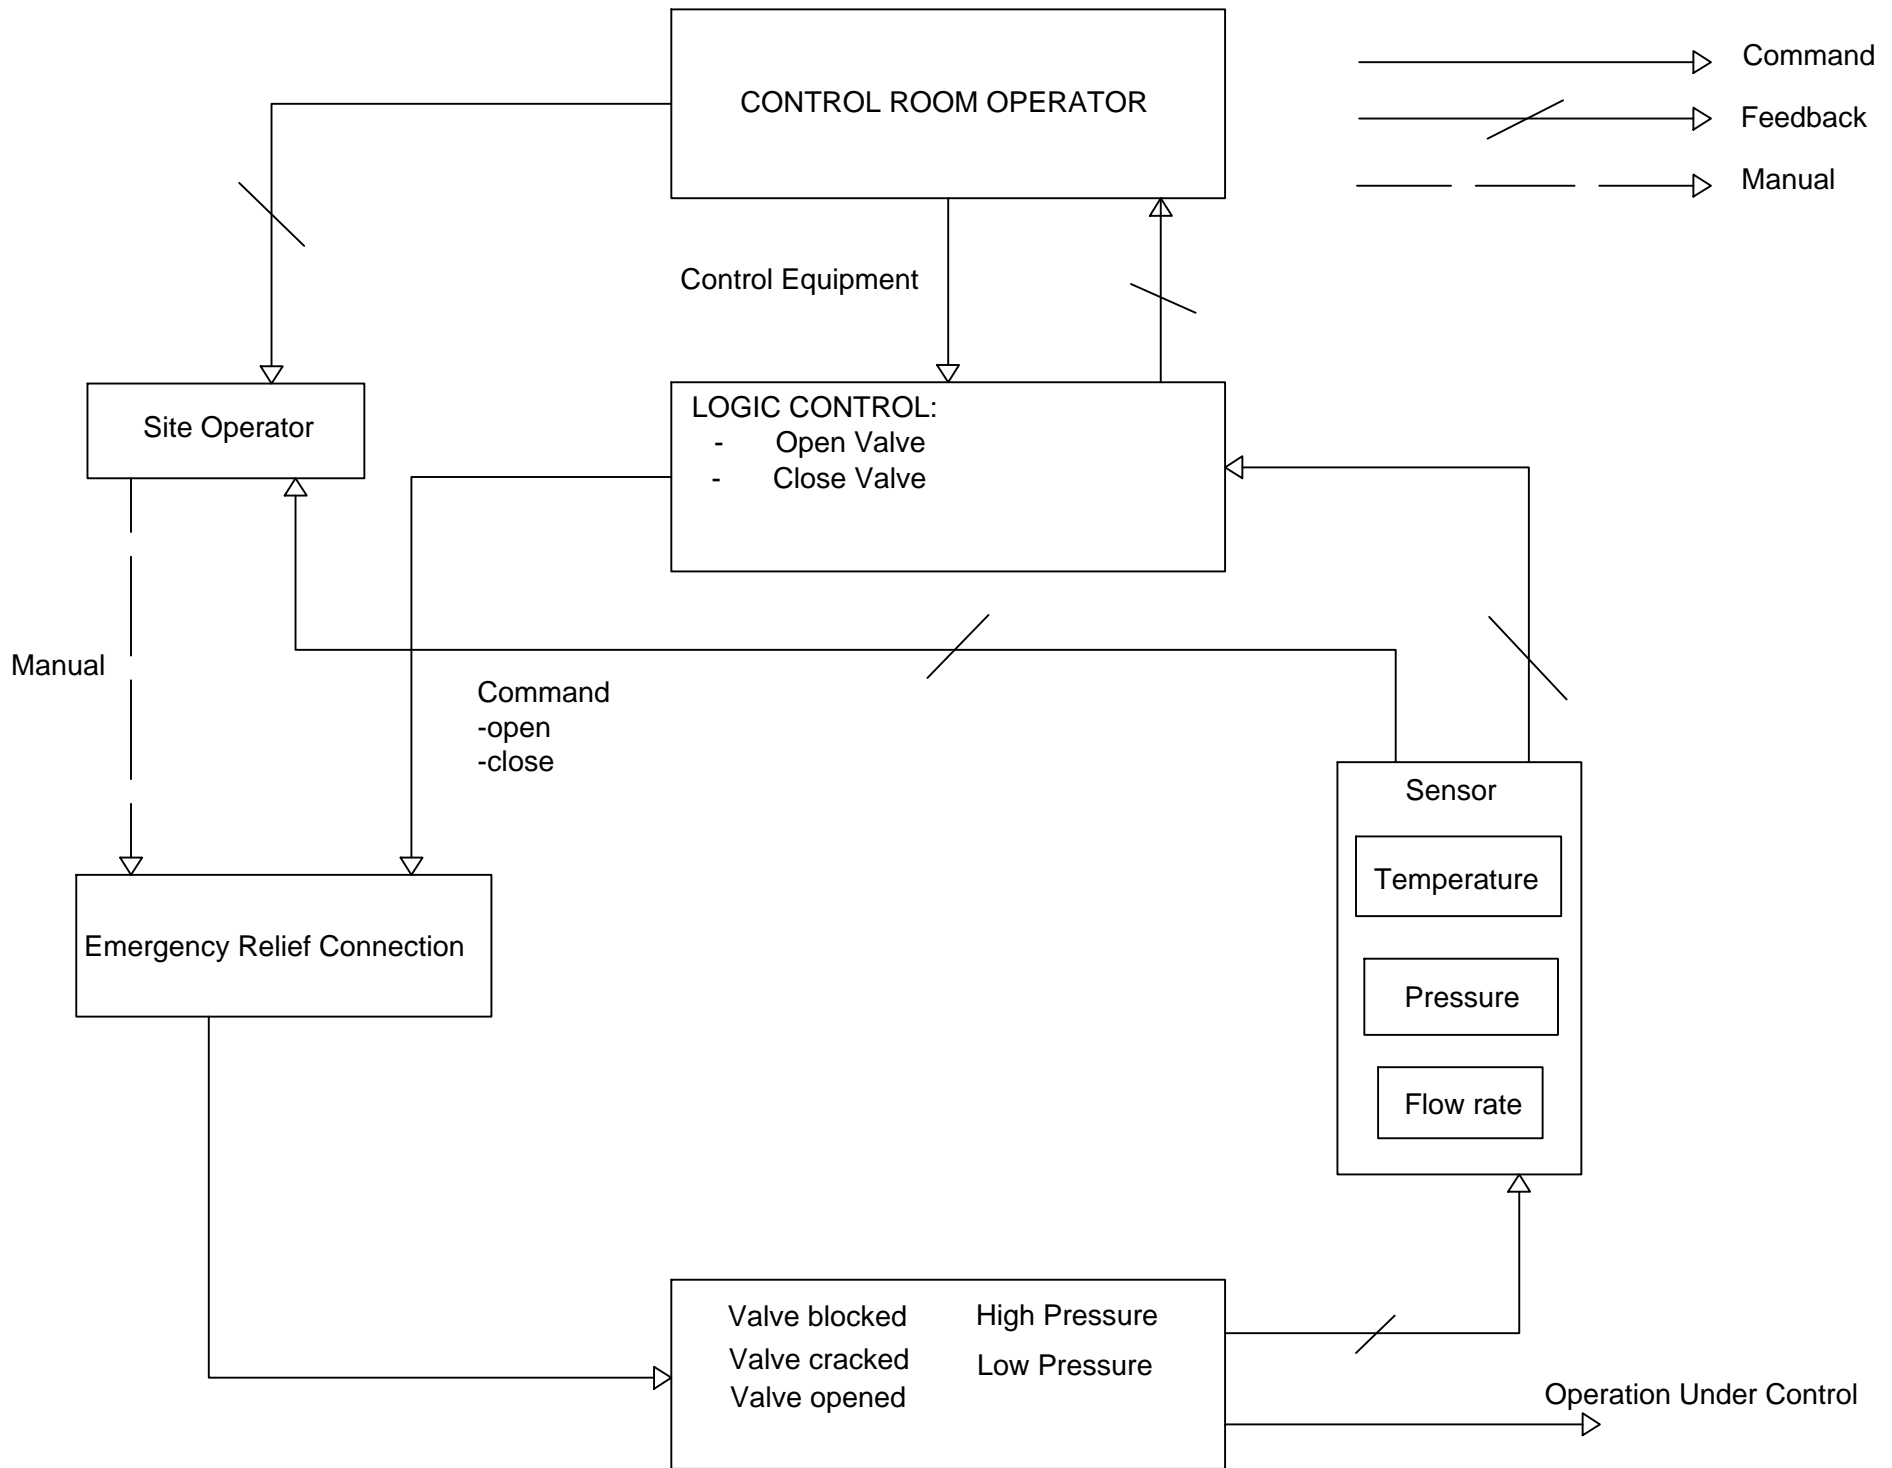 CONTROL ROOM OPERATOR
Command
Feedback
Manual
Control Equipment
Site Operator
LOGIC CONTROL:
- Open Valve
- Close Valve
Manual
Command
-open
-close
Sensor
Temperature
Pressure
Flow rate
Emergency Relief Connection
Valve blocked
Valve cracked
Valve opened
High Pressure
Low Pressure
Operation Under Control